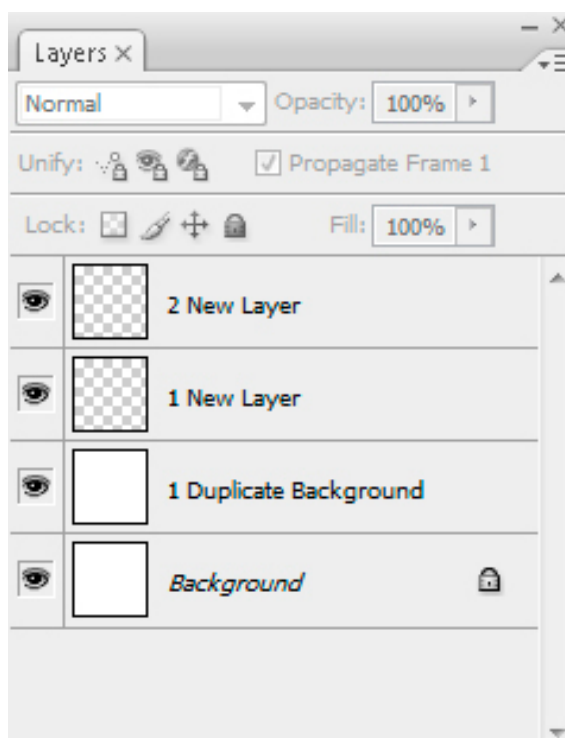 Layers ×
Normal Opacity: 100%
Unify: Propagate Frame 1
Lock: Fill: 100%
2 New Layer
1 New Layer
1 Duplicate Background
Background